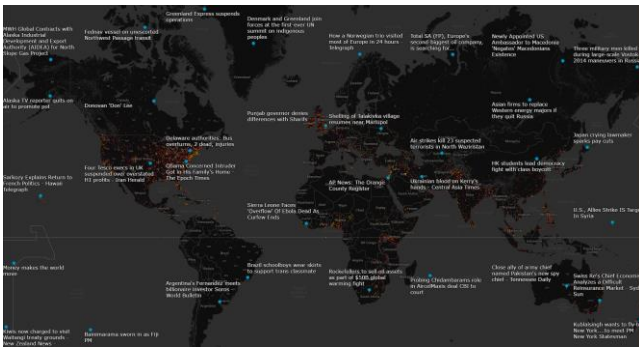 MWH Global Contracts with
Alaska Industrial
Development and Export
Authority (AIDEA) for North
Slope Gas Project
Fednav vessel on unescorted
Northwest Passage transit
Greenland Express suspends
operations
Denmark and Greenland join
forces at the first-ever UN
summit on indigenous
peoples
How a Norwegian trio visited
most of Europe in 24 hours -
Telegraph
Total SA (FP), Europe's
second biggest oil company,
is searching for
Newly Appointed US
Ambassador to Macedonia
'Negates' Macedonians
Existence
Three military men killed
during large-scale Vostok
2014 maneuvers in Russia
Alaska TV reporter quits on
air to promote pot
Donovan 'Don' Lee
Delaware authorities: Bus
overturns, 2 dead, injuries
Punjab governor denies
differences with Sharifs
Shelling of Talakivka village
resumes near Mariupol
Air strikes kill 23 suspected
terrorists in North Waziristan
Asian firms to replace
Western energy majors if
they quit Russia
Japan crying lawmaker
sparks pay cuts
Sarkozy Explains Return to
French Politics - Hawaii
Telegraph
Four Tesco execs in UK
suspended over overstated
H1 profits - Iran Herald
Obama Concerned Intruder
Got in His Family's Home -
The Epoch Times
AP News: The Orange
County Register
Ukrainian blood on Kerry's
hands - Central Asia Times
HK students lead democracy
fight with class boycott
Sierra Leone Faces
'Overflow' Of Ebola Dead As
Curfew Ends
U.S., Allies Strike IS Targets
In Syria
Money makes the world
move
Argentina's Fernandez meets
billionaire investor Soros -
World Bulletin
Brazil schoolboys wear skirts
to support trans classmate
Rockefellers to sell oil assets
as part of $50B global
warming fight
Probing Chidambarams role
in AircelMaxis deal CBI to
court
Close ally of army chief
named Pakistan's new spy
chief - Tennessee Daily
Swiss Re's Chief Economist
Analyzes a Difficult
Reinsurance Market
Sun
Kiwis now charged to visit
Waitangi treaty grounds -
New Zealand News
Bainimarama sworn in as Fiji
PM
wants to fly to
New York... to meet PM
New York Statesman